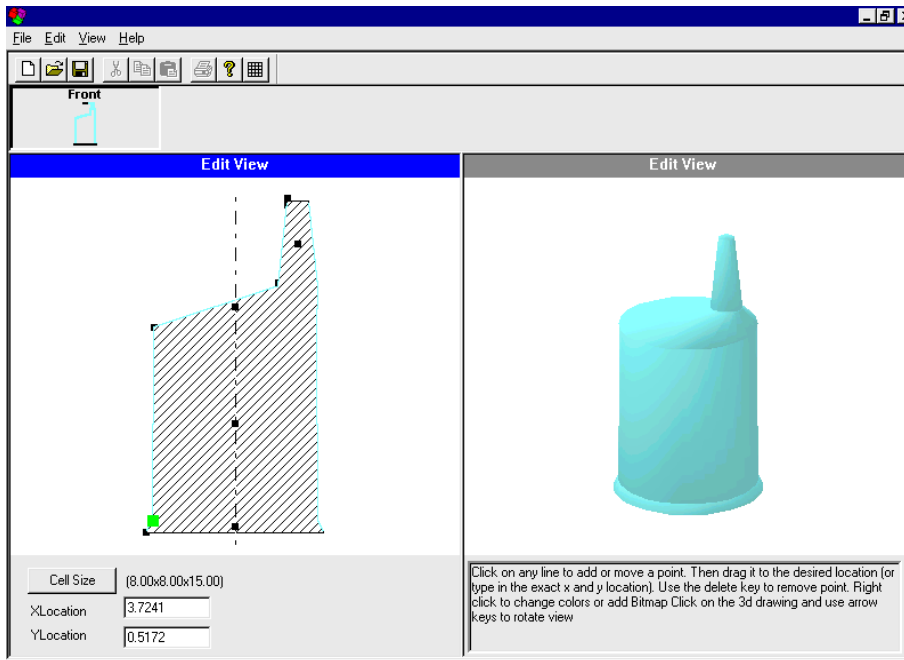 File Edit View Help
Front
Edit View
Edit View
Cell Size (8.00x8.00x15.00)
XLocation 3.7241
YLocation 0.5172
Click on any line to add or move a point. Then drag it to the desired location (or
type in the exact x and y location). Use the delete key to remove point. Right
click to change colors or add Bitmap Click on the 3d drawing and use arrow
keys to rotate view